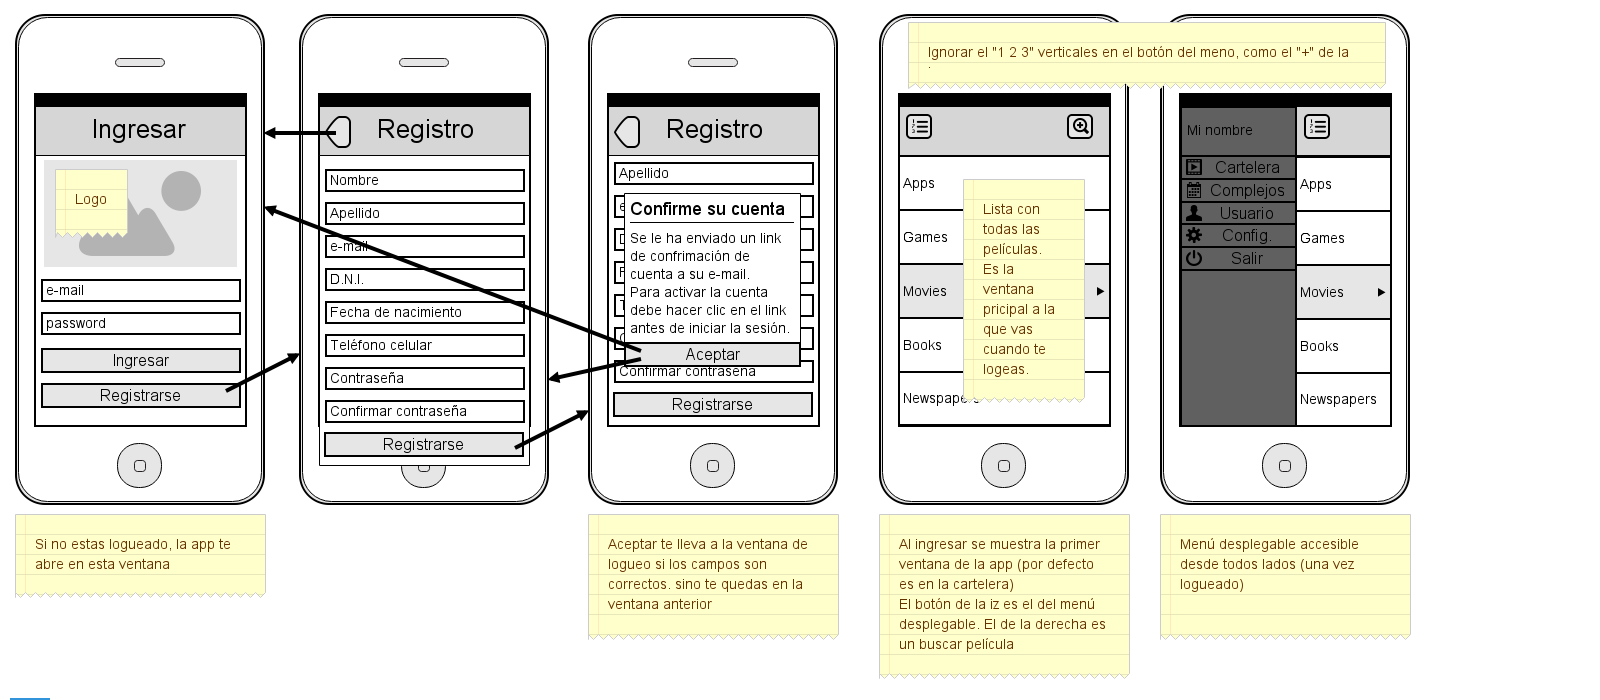 Ingresar
Logo
e-mail
password
Ingresar
Registrarse
Si no estas logueado, la app te
abre en esta ventana
Registro
Nombre
Apellido
e-mail
D.N.I.
Fecha de nacimiento
Teléfono celular
Contraseña
Confirmar contraseña
Registrarse
Registro
Apellido
Confirme su cuenta
Se le ha enviado un link
de confrimación de
cuenta a su e-mail.
Para activar la cuenta
debe hacer clic en el link
antes de iniciar la sesión.
Aceptar
Confirmar contraseña
Registrarse
Aceptar te lleva a la ventana de
logueo si los campos son
correctos. sino te quedas en la
ventana anterior
Ignorar el "1 2 3" verticales en el botón del meno, como el "+" de la
Apps
Games
Movies
Books
Newspapers
Lista con
todas las
películas.
Es la
ventana
pricipal a la
que vas
cuando te
logeas.
Al ingresar se muestra la primer
ventana de la app (por defecto
es en la cartelera)
El botón de la iz es el del menú
desplegable. El de la derecha es
un buscar película
Mi nombre
Cartelera
Complejos
Usuario
Config.
Salir
Apps
Games
Movies
Books
Newspapers
Menú desplegable accesible
desde todos lados (una vez
logueado)